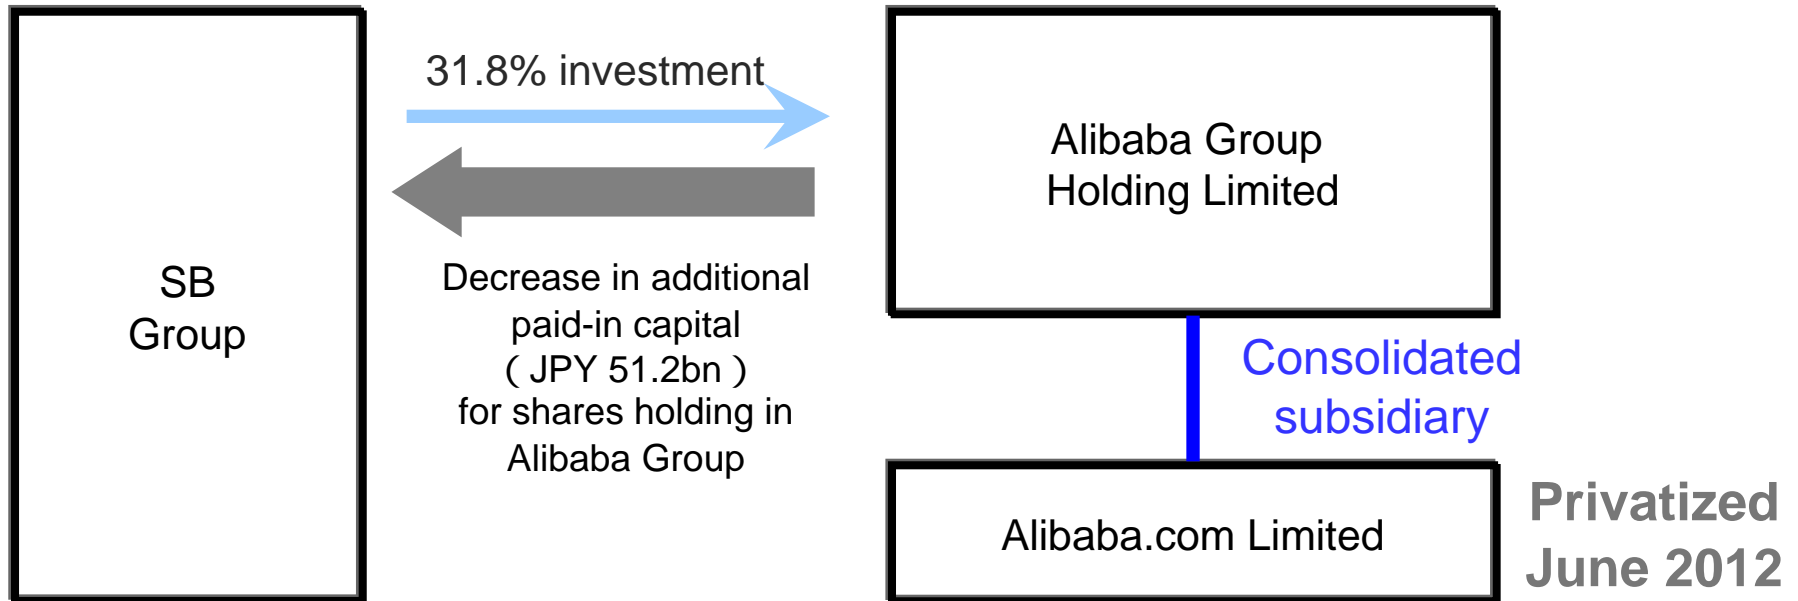 SB
Group
31.8% investment
Decrease in additional
paid-in capital
( JPY 51.2bn )
for shares holding in
Alibaba Group
Alibaba Group
Holding Limited
Consolidated
subsidiary
Alibaba.com Limited
Privatized
June 2012